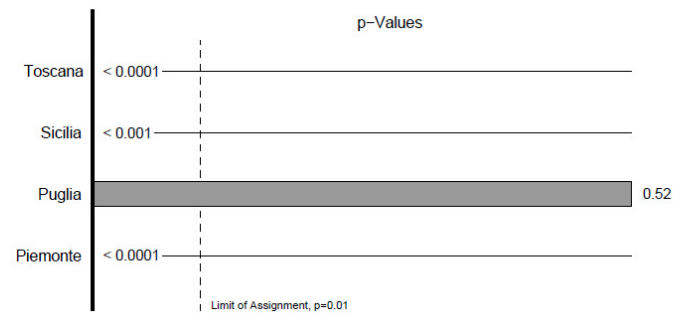 p-Values
Toscana < 0.0001
Sicilia < 0.001
Puglia 0.52
Piemonte < 0.0001
Limit of Assignment, p=0.01